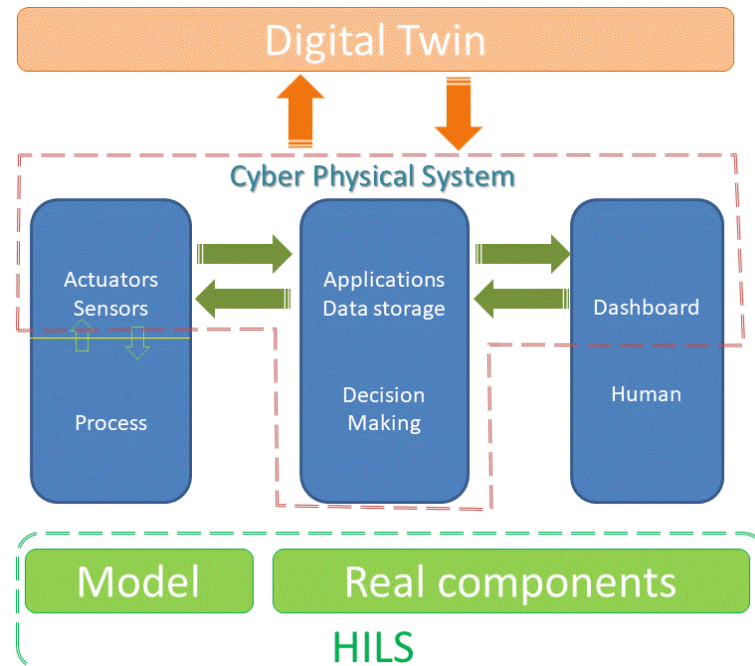 Digital Twin
Cyber Physical System
Actuators
Sensors
Process
Applications
Data storage
Decision
Making
Dashboard
Human
Model
Real components
HILS